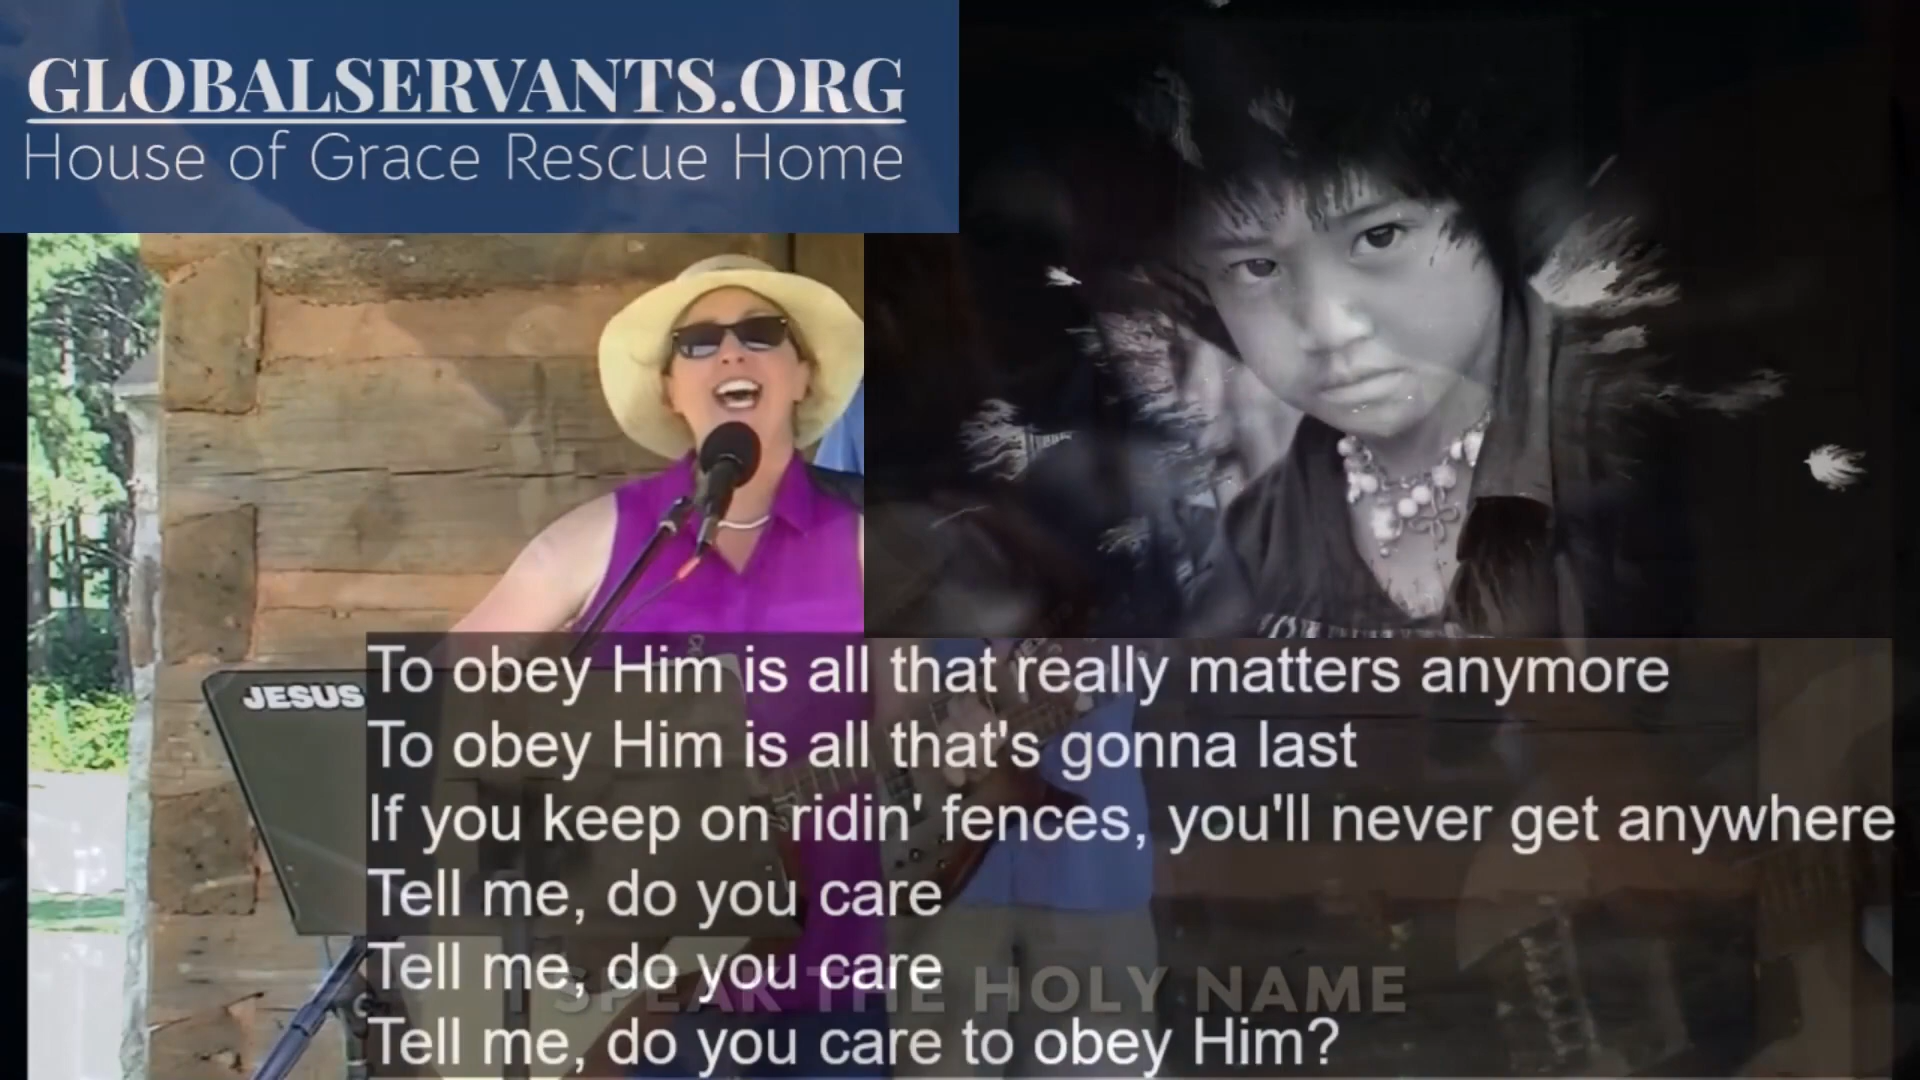 GLOBALSERVANTS.ORG
House of Grace Rescue Home
JESUS
To obey Him is all that really matters anymore
To obey Him is all that's gonna last
If you keep on ridin' fences, you'll never get anywhere
Tell me, do you care
Tell me, do you care
I SPEAK THE HOLY NAME
Tell me, do you care to obey Him?